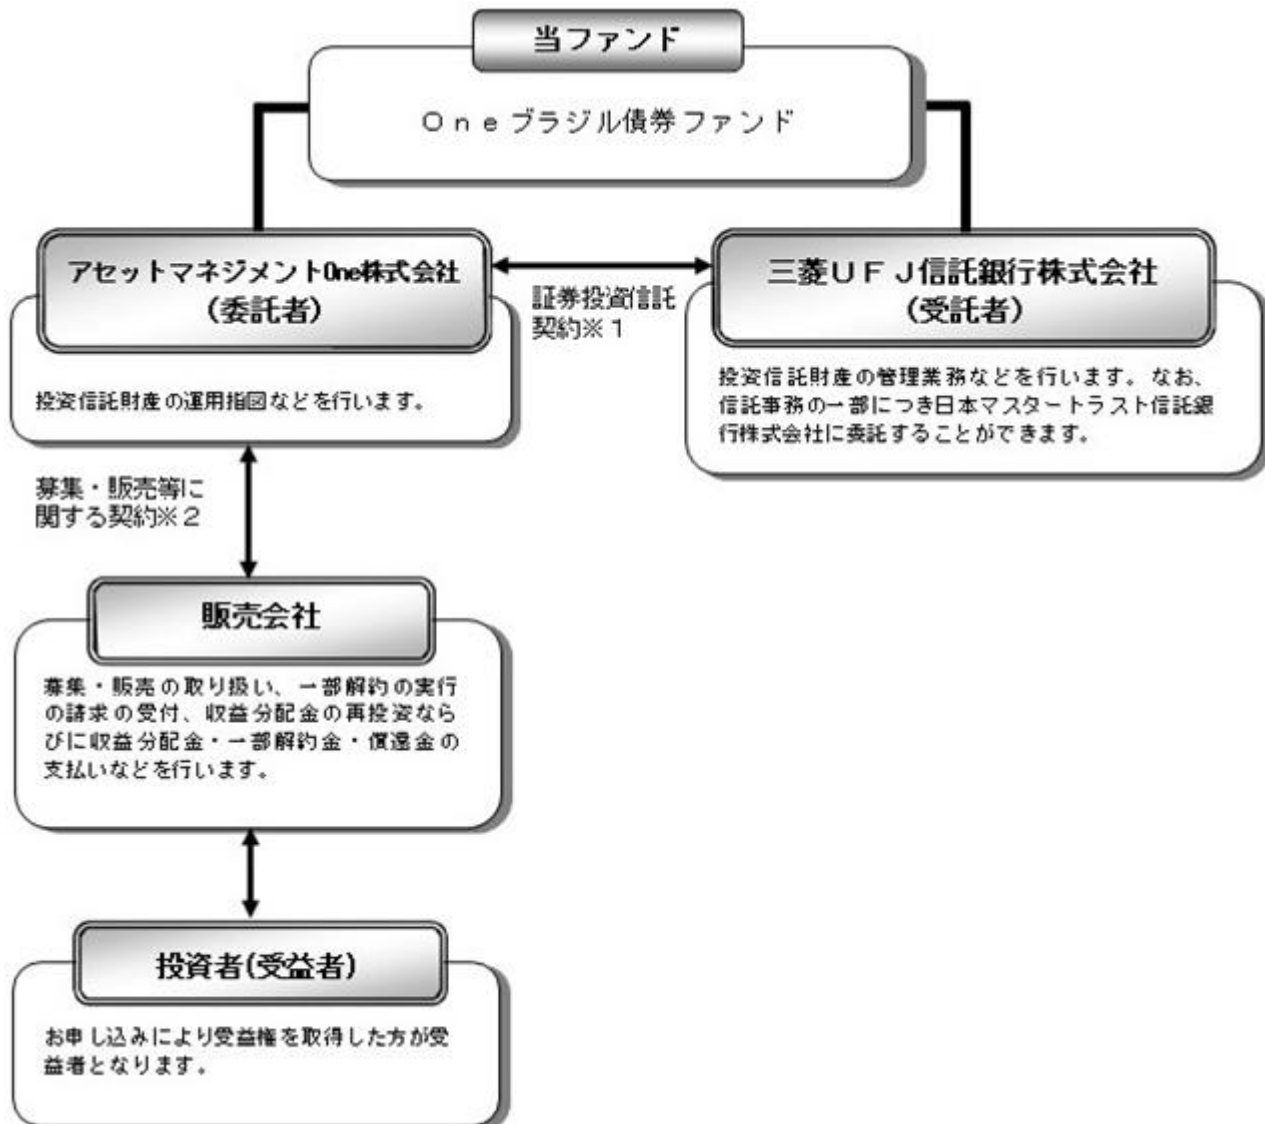 当ファンド
Ｏｎｅブラジル債券ファンド
アセットマネジメントOne株式会社
(委託者)
投資信託財産の運用指図などを行います。
証券投資信託
契約※１
三菱ＵＦＪ信託銀行株式会社
(受託者)
投資信託財産の管理業務などを行います。なお、
信託事務の一部につき日本マスタートラスト信託銀
行株式会社に委託することができます。
募集・販売等に
関する契約※２
販売会社
募集・販売の取り扱い、一部解約の実行
の請求の受付、収益分配金の再投資なら
びに収益分配金・一部解約金・償還金の
支払いなどを行います。
投資者(受益者)
お申し込みにより受益権を取得した方が受
益者となります。